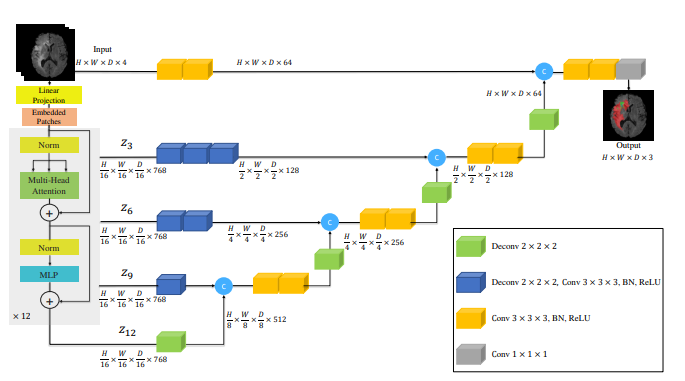 Input
H × W × D × 4
H × W × D × 64
C
H × W × D × 64
Linear
Projection
Embedded
Patches
Output
H × W × D × 3
Norm
Multi-Head
Attention
+
Norm
MLP
+
× 12
Z3
H/16 × W/16 × D/16 × 768
H/2 × W/2 × D/2 × 128
C
H/2 × W/2 × D/2 × 128
Z6
H/16 × W/16 × D/16 × 768
H/4 × W/4 × D/4 × 256
C
H/4 × W/4 × D/4 × 256
Z9
H/16 × W/16 × D/16 × 768
C
H/8 × W/8 × D/8 × 512
Z12
H/16 × W/16 × D/16 × 768
Deconv 2 × 2 × 2
Deconv 2 × 2 × 2, Conv 3 × 3 × 3, BN, ReLU
Conv 3 × 3 × 3, BN, ReLU
Conv 1 × 1 × 1